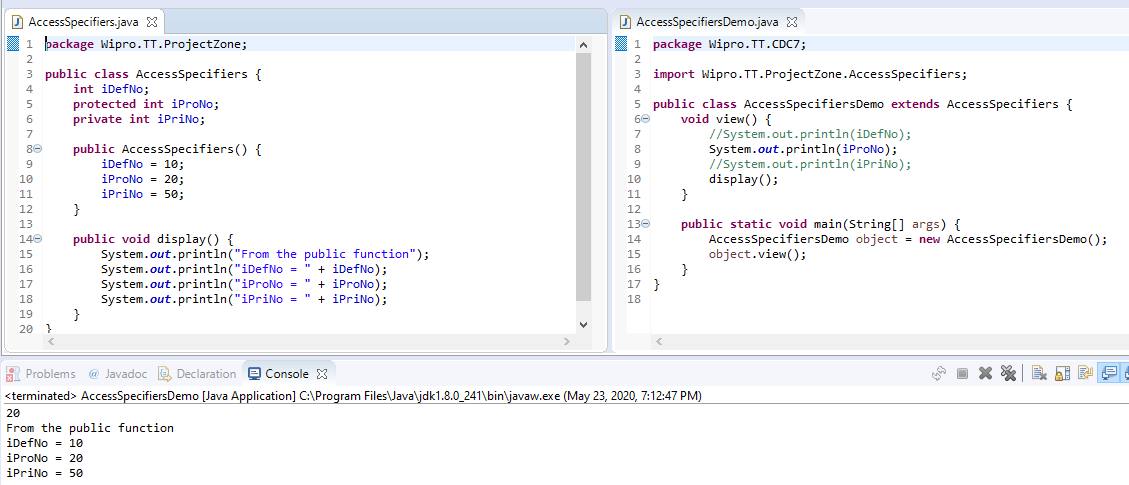 AccessSpecifiers.java
1 package Wipro.TT.ProjectZone;
2
3 public class AccessSpecifiers {
4     int iDefNo;
5     protected int iProNo;
6     private int iPriNo;
7
8     public AccessSpecifiers() {
9         iDefNo = 10;
10         iProNo = 20;
11         iPriNo = 50;
12     }
13
14     public void display() {
15         System.out.println("From the public function");
16         System.out.println("iDefNo = " + iDefNo);
17         System.out.println("iProNo = " + iProNo);
18         System.out.println("iPriNo = " + iPriNo);
19     }
20 }
AccessSpecifiersDemo.java
1 package Wipro.TT.CDC7;
2
3 import Wipro.TT.ProjectZone.AccessSpecifiers;
4
5 public class AccessSpecifiersDemo extends AccessSpecifiers {
6     void view() {
7         //System.out.println(iDefNo);
8         System.out.println(iProNo);
9         //System.out.println(iPriNo);
10         display();
11     }
12
13     public static void main(String[] args) {
14         AccessSpecifiersDemo object = new AccessSpecifiersDemo();
15         object.view();
16     }
17 }
18
Problems @ Javadoc Declaration Console
<terminated> AccessSpecifiersDemo [Java Application] C:\Program Files\Java\jdk1.8.0_241\bin\javaw.exe (May 23, 2020, 7:12:47 PM)
20
From the public function
iDefNo = 10
iProNo = 20
iPriNo = 50